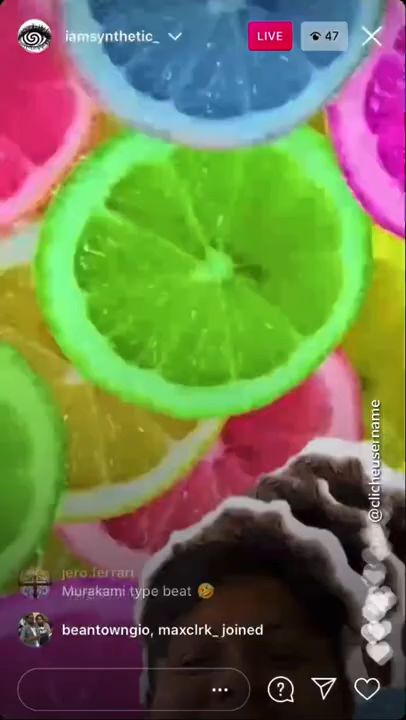 iamsynthetic_
LIVE
47
@clicheusername
jero.ferrari
Murakami type beat 🤣
beantowngio, maxclrk_ joined